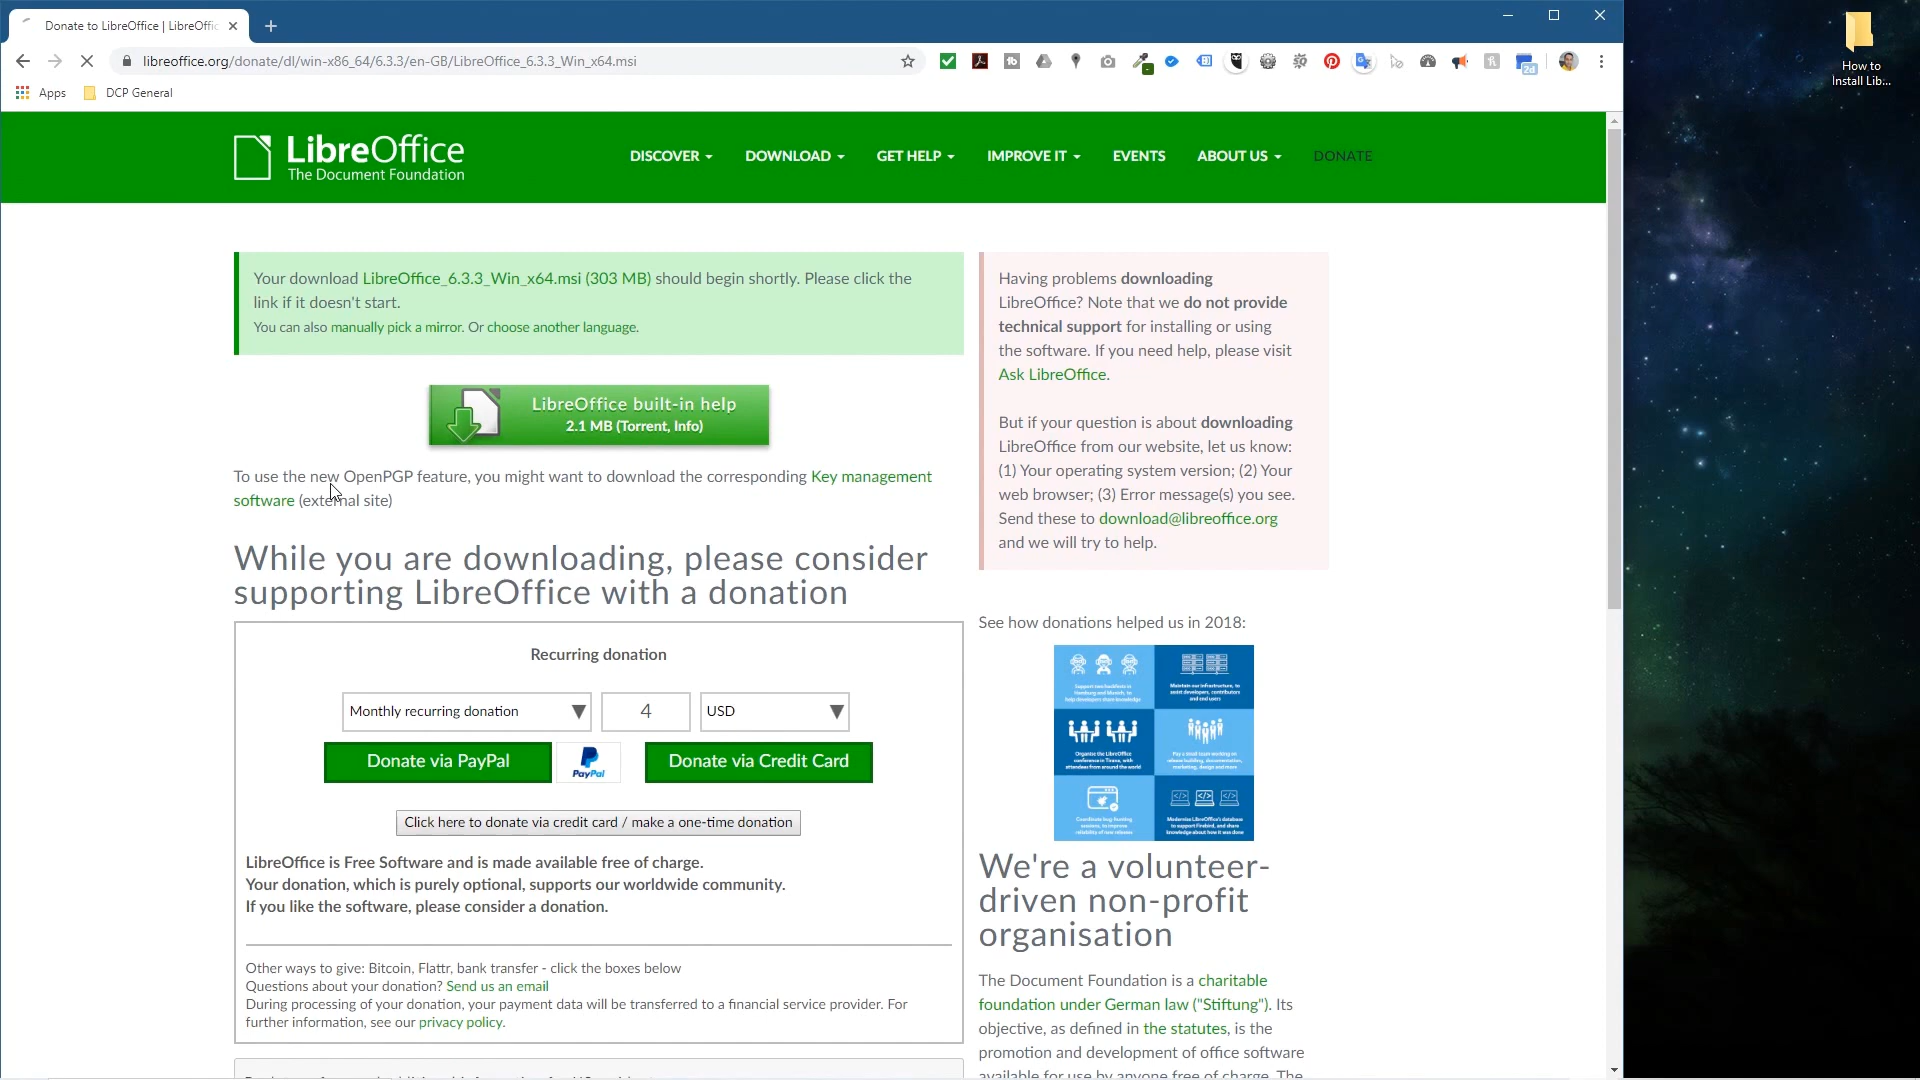 Donate to LibreOffice | LibreOffic
libreoffice.org/donate/dl/win-x86_64/6.3.3/en-GB/LibreOffice_6.3.3_Win_x64.msi
Apps
DCP General
How to
Install Lib...
LibreOffice
The Document Foundation
DISCOVER
DOWNLOAD
GET HELP
IMPROVE IT
EVENTS
ABOUT US
DONATE
Your download LibreOffice_6.3.3_Win_x64.msi (303 MB) should begin shortly. Please click the
link if it doesn't start.
You can also manually pick a mirror. Or choose another language.
LibreOffice built-in help
2.1 MB (Torrent, Info)
To use the new OpenPGP feature, you might want to download the corresponding Key management
software (external site)
While you are downloading, please consider
supporting LibreOffice with a donation
Recurring donation
Monthly recurring donation
4
USD
Donate via PayPal
PayPal
Donate via Credit Card
Click here to donate via credit card / make a one-time donation
LibreOffice is Free Software and is made available free of charge.
Your donation, which is purely optional, supports our worldwide community.
If you like the software, please consider a donation.
Other ways to give: Bitcoin, Flattr, bank transfer - click the boxes below
Questions about your donation? Send us an email
During processing of your donation, your payment data will be transferred to a financial service provider. For
further information, see our privacy policy.
Having problems downloading
LibreOffice? Note that we do not provide
technical support for installing or using
the software. If you need help, please visit
Ask LibreOffice.
But if your question is about downloading
LibreOffice from our website, let us know:
(1) Your operating system version; (2) Your
web browser; (3) Error message(s) you see.
Send these to download@libreoffice.org
and we will try to help.
See how donations helped us in 2018:
We're a volunteer-
driven non-profit
organisation
The Document Foundation is a charitable
foundation under German law ("Stiftung"). Its
objective, as defined in the statutes, is the
promotion and development of office software
available for use by anyone free of charge. The